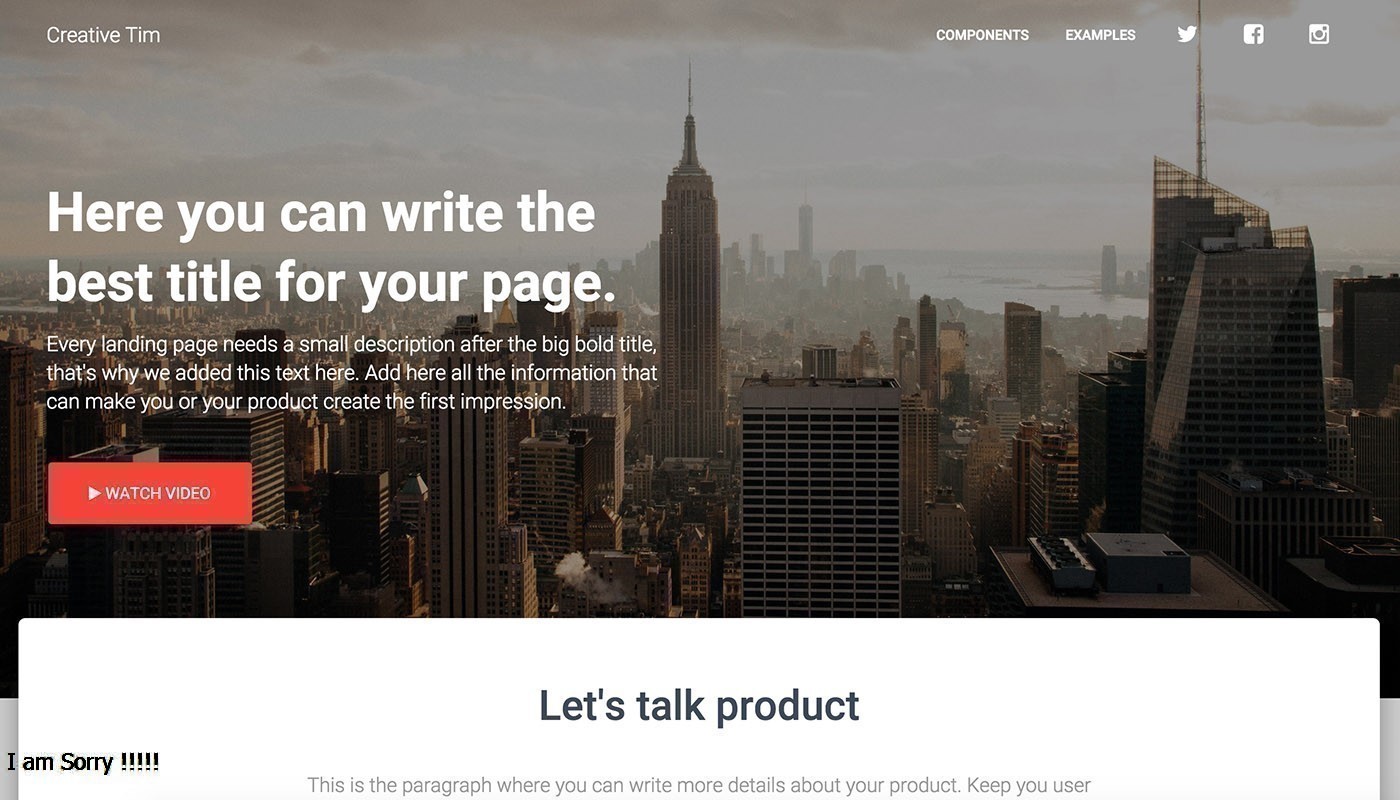 Creative Tim
COMPONENTS
EXAMPLES
Here you can write the
best title for your page.
Every landing page needs a small description after the big bold title,
that's why we added this text here. Add here all the information that
can make you or your product create the first impression.
WATCH VIDEO
Let's talk product
I am Sorry !!!!!
This is the paragraph where you can write more details about your product. Keep you user